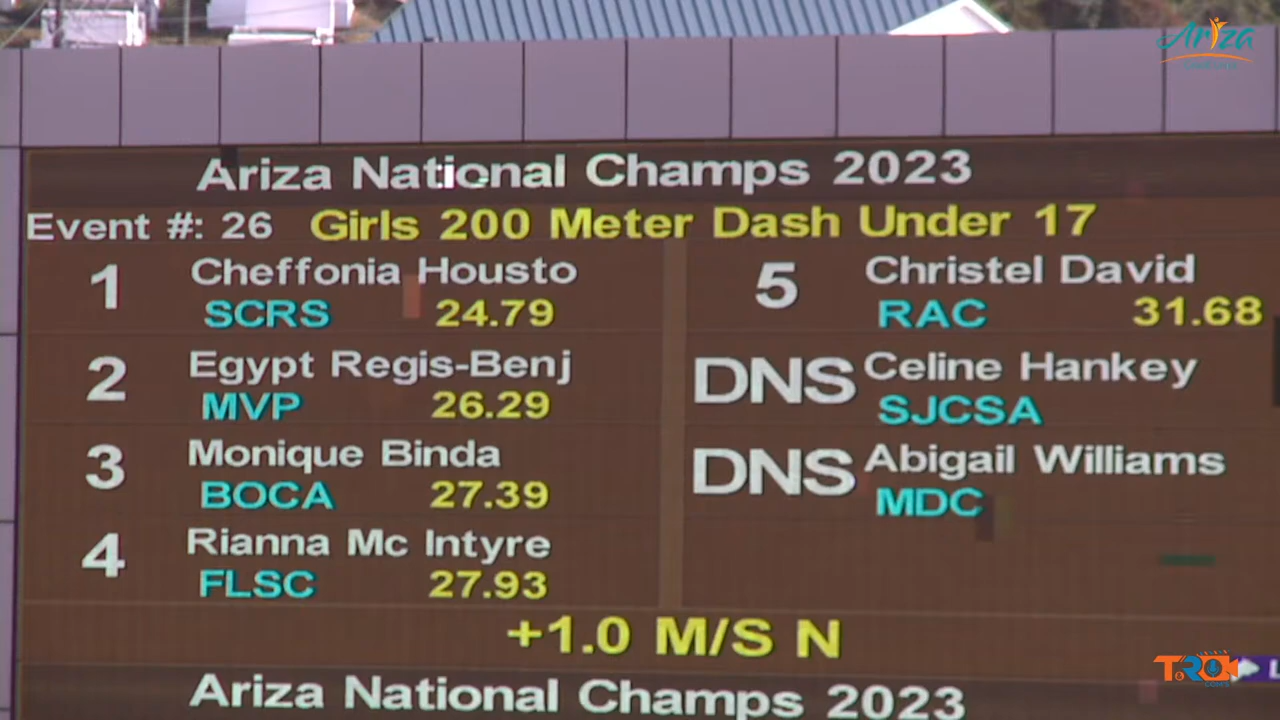 Ariza
Ariza National Champs 2023
Event #: 26 Girls 200 Meter Dash Under 17
1 Cheffonia Housto
SCRS 24.79
2 Egypt Regis-Benj
MVP 26.29
3 Monique Binda
BOCA 27.39
4 Rianna Mc Intyre
FLSC 27.93
5 Christel David
RAC 31.68
DNS Celine Hankey
SJCSA
DNS Abigail Williams
MDC
+1.0 M/S N
Ariza National Champs 2023
TRO